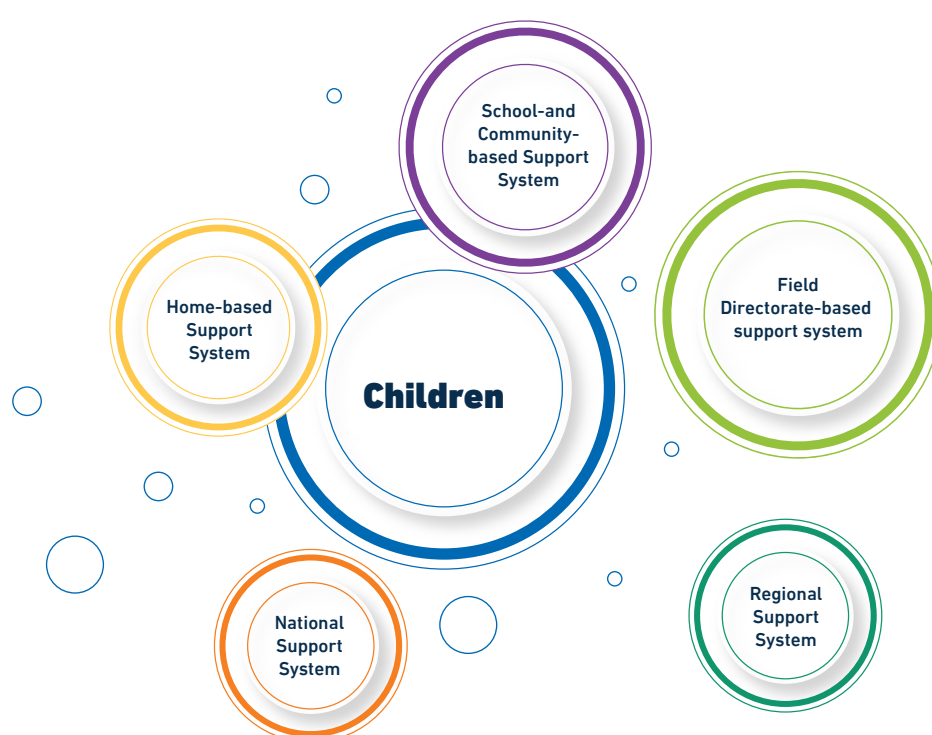 School-and
Community-
based Support
System
Home-based
Support
System
Field
Directorate-based
support system
Children
National
Support
System
Regional
Support
System